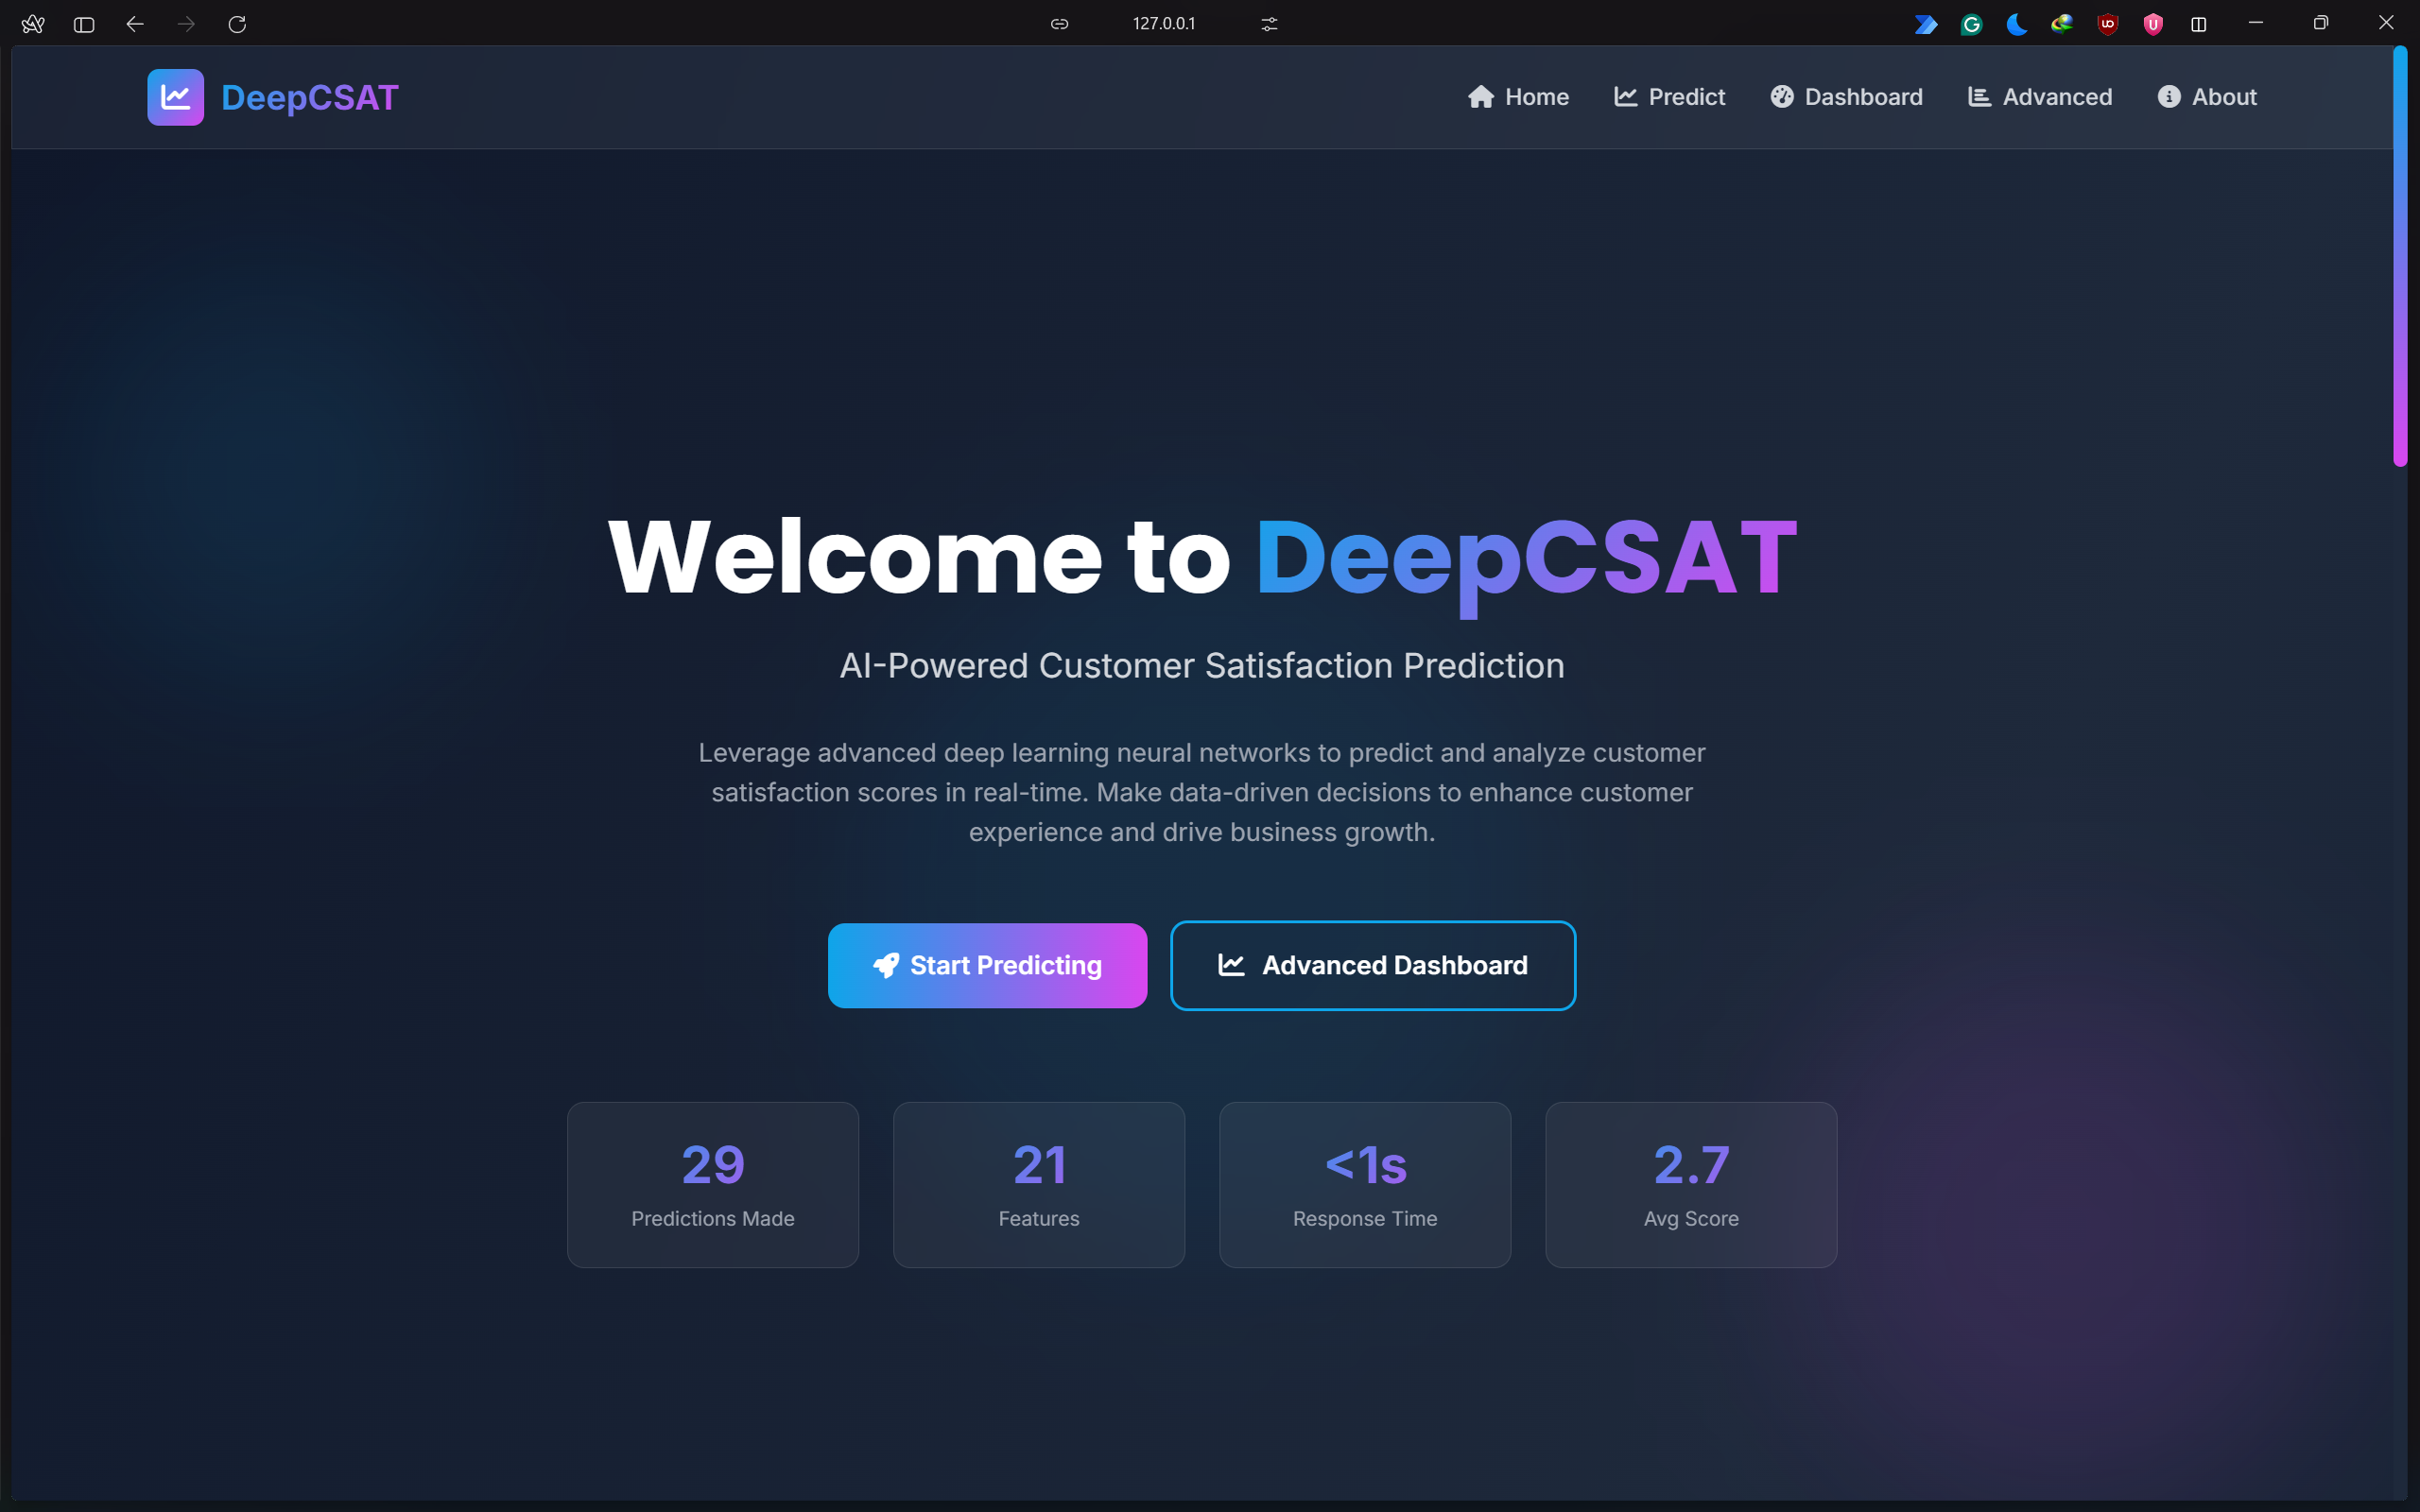 127.0.0.1
DeepCSAT
Home
Predict
Dashboard
Advanced
About
Welcome to DeepCSAT
AI-Powered Customer Satisfaction Prediction
Leverage advanced deep learning neural networks to predict and analyze customer
satisfaction scores in real-time. Make data-driven decisions to enhance customer
experience and drive business growth.
Start Predicting
Advanced Dashboard
29
Predictions Made
21
Features
<1s
Response Time
2.7
Avg Score